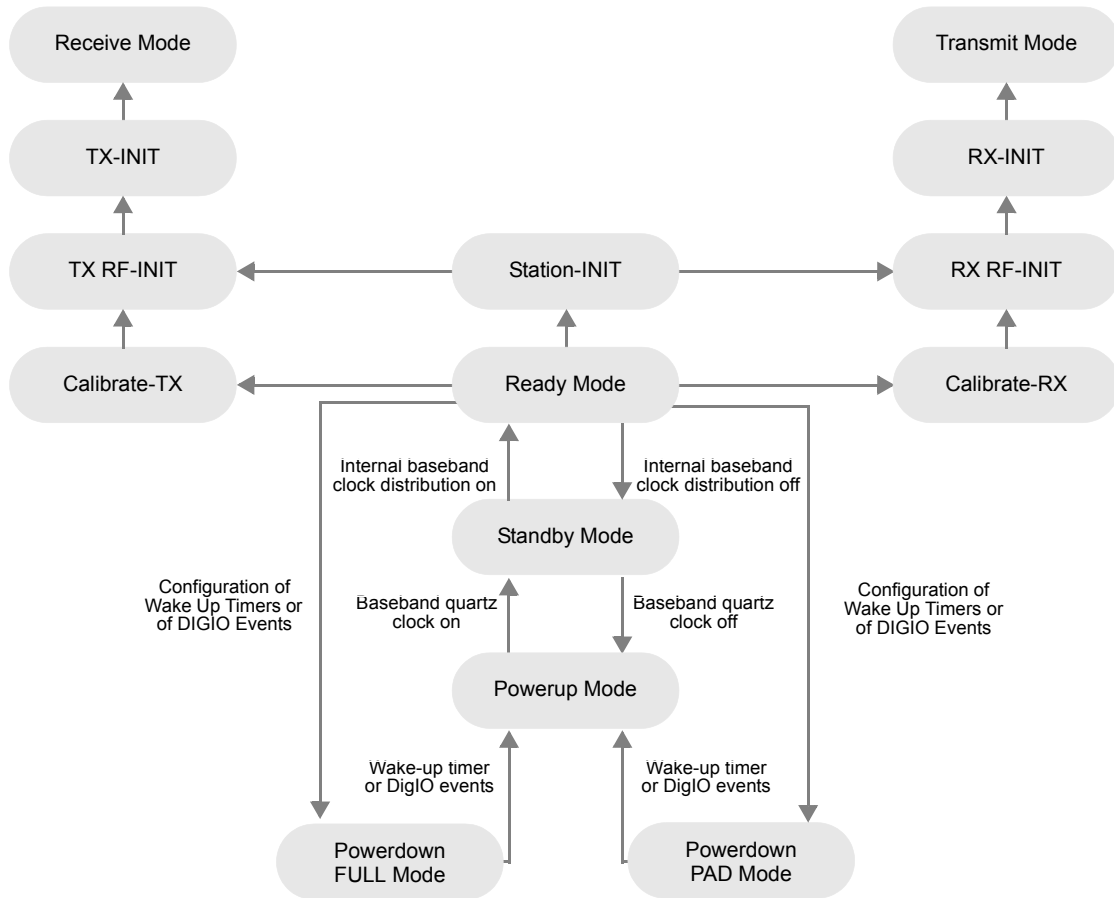 Receive Mode
Transmit Mode
TX-INIT
RX-INIT
TX RF-INIT
Station-INIT
RX RF-INIT
Calibrate-TX
Ready Mode
Calibrate-RX
Internal baseband
clock distribution on
Internal baseband
clock distribution off
Standby Mode
Configuration of
Wake Up Timers or
of DIGIO Events
Baseband quartz
clock on
Baseband quartz
clock off
Configuration of
Wake Up Timers or
of DIGIO Events
Powerup Mode
Wake-up timer
or DigIO events
Wake-up timer
or DigIO events
Powerdown
FULL Mode
Powerdown
PAD Mode